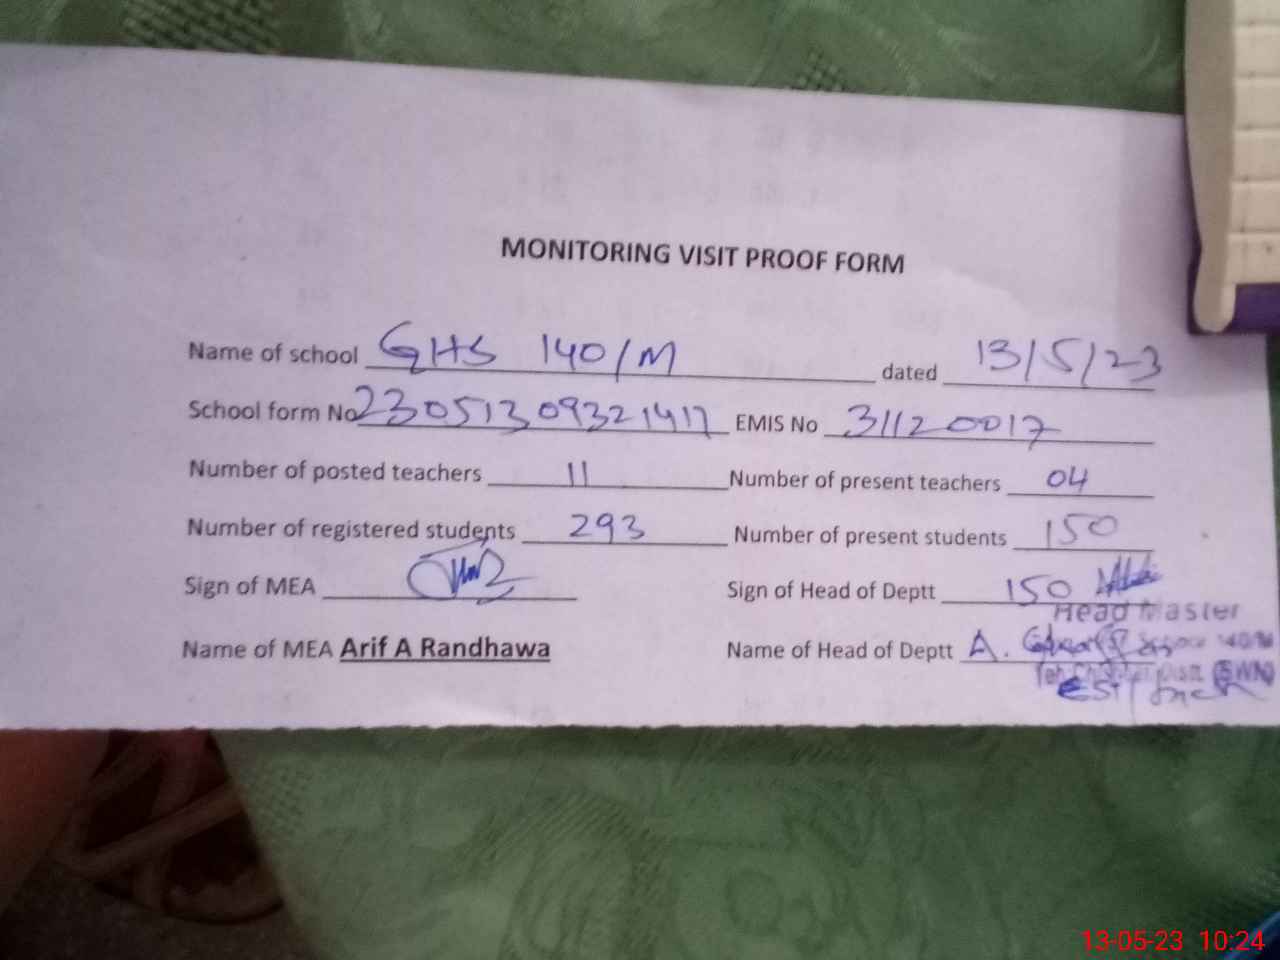 MONITORING VISIT PROOF FORM
Name of school GHS 140/M dated 13/5/23
School form No 23051309321417 EMIS No 31120017
Number of posted teachers 11 Number of present teachers 04
Number of registered students 293 Number of present students 150
Sign of MEA Sign of Head of Deptt 150
Head Master
Name of MEA Arif A Randhawa Name of Head of Deptt A.
13-05-23 10:24